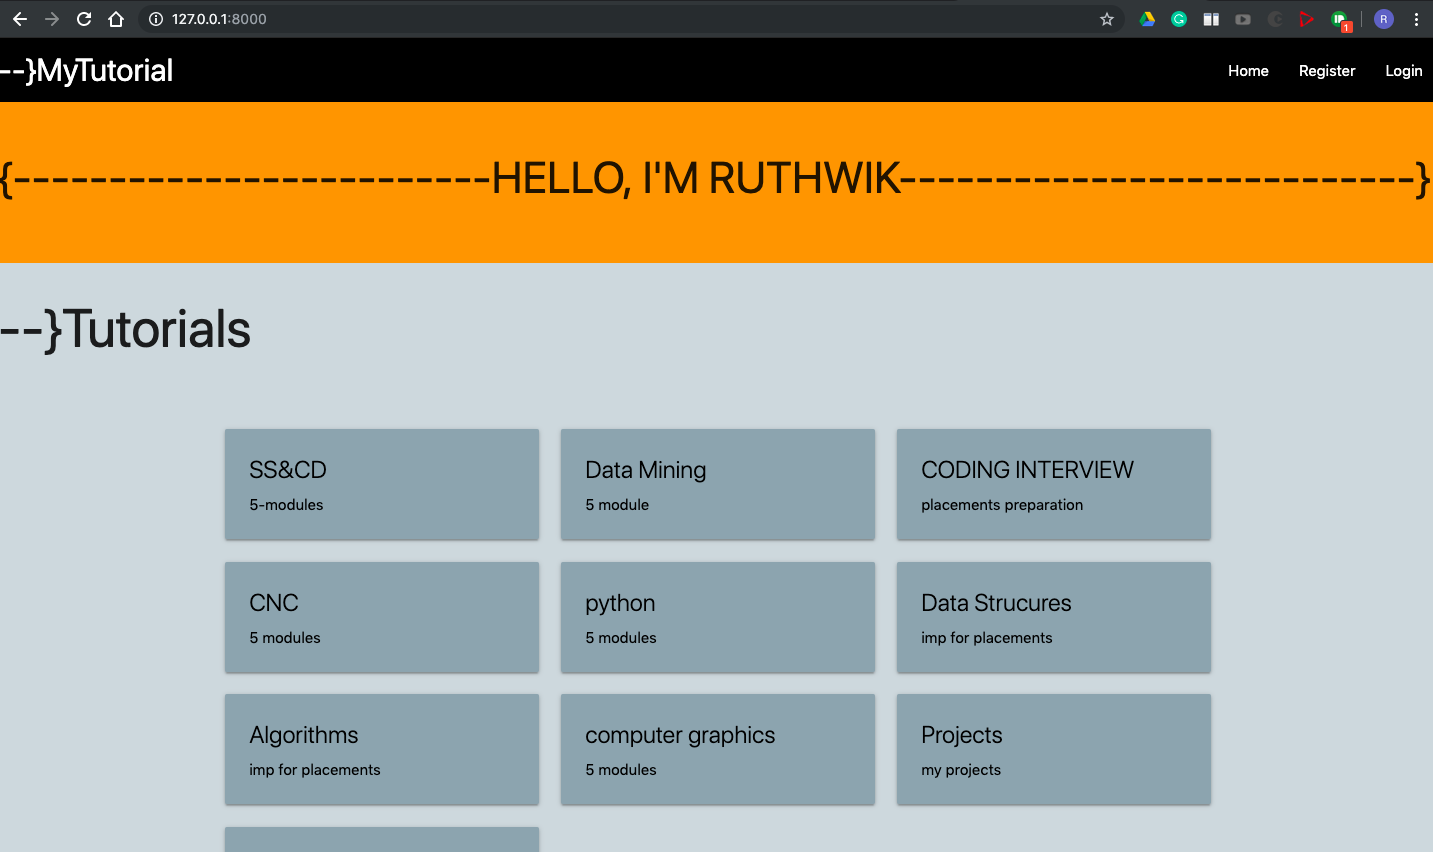 127.0.0.1:8000
1
R
--}MyTutorial
Home Register Login
{-------------------------HELLO, I'M RUTHWIK---------------------------}
--}Tutorials
SS&CD
5-modules
Data Mining
5 module
CODING INTERVIEW
placements preparation
CNC
5 modules
python
5 modules
Data Strucures
imp for placements
Algorithms
imp for placements
computer graphics
5 modules
Projects
my projects